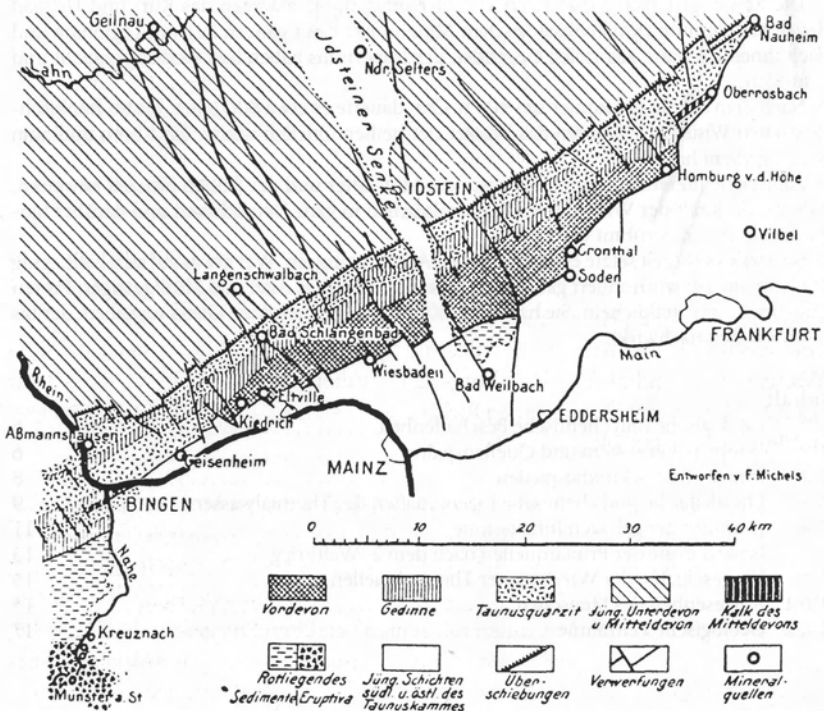 Geilnau
Bad
Nauheim
Lahn
Ndr. Selters
Oberrosbach
dsteiner Senke
IDSTEIN
Homburg v.d. Höhe
Vilbel
Cronthal
Soden
Langenschwalbach
Bad Schlangenbad
FRANKFURT
Main
Rhein
Wiesbaden
Bad Weilbach
Eltville
Kiedrich
EDDERSHEIM
Aßmannshausen
Geisenheim
MAINZ
Entworfen v. F. Michels
BINGEN
0 10 20 30 40 km
Nahe
Vordevon
Gedinne
Taunusquarzit
Jüng. Unterdevon
u. Mitteldevon
Kalk des
Mitteldevons
Kreuznach
Münster a. St
Rotliegendes
Sedimente Eruptiva
Jüng. Schichten
südl. u. östl. des
Taunuskammes
Über-
schiebungen
Verwerfungen
Mineral-
quellen